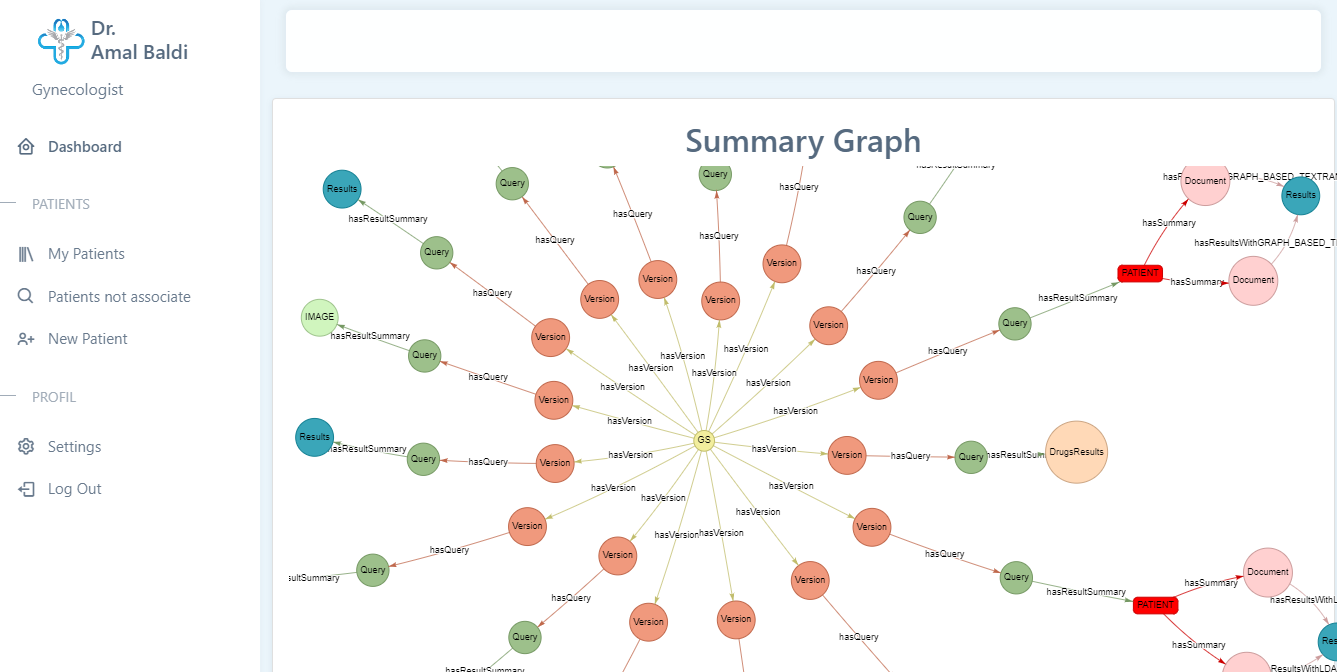 Dr.
Amal Baldi
Gynecologist
Dashboard
PATIENTS
My Patients
Patients not associate
New Patient
PROFIL
Settings
Log Out
Summary Graph
Results
hasResultSummary
Query
hasQuery
Version
hasVersion
Query
hasQuery
Version
hasVersion
hasQuery
Version
hasVersion
Query
hasQuery
Version
hasVersion
hasQuery
Version
hasVersion
Query
hasQuery
Version
hasVersion
Document
Results
hasSummary
hasResultsWithGRAPH_BASED_T
PATIENT
hasSummary
Document
hasResultSummary
Query
hasQuery
Version
hasVersion
IMAGE
hasResultSummary
Query
hasQuery
Version
hasVersion
Results
hasResultSummary
Query
hasQuery
Version
hasVersion
GS
hasVersion
Version
hasQuery
Query
hasResultSum
DrugsResults
sultSummary
Query
hasQuery
Version
hasVersion
hasResultSummary
Query
hasQuery
Version
hasVersion
Version
hasVersion
Version
hasVersion
hasVersion
Version
hasQuery
hasVersion
Version
hasQuery
Query
hasResultSummary
PATIENT
hasSummary
Document
hasResultsWithL
hasSummary
Res
ResultsWithLDA